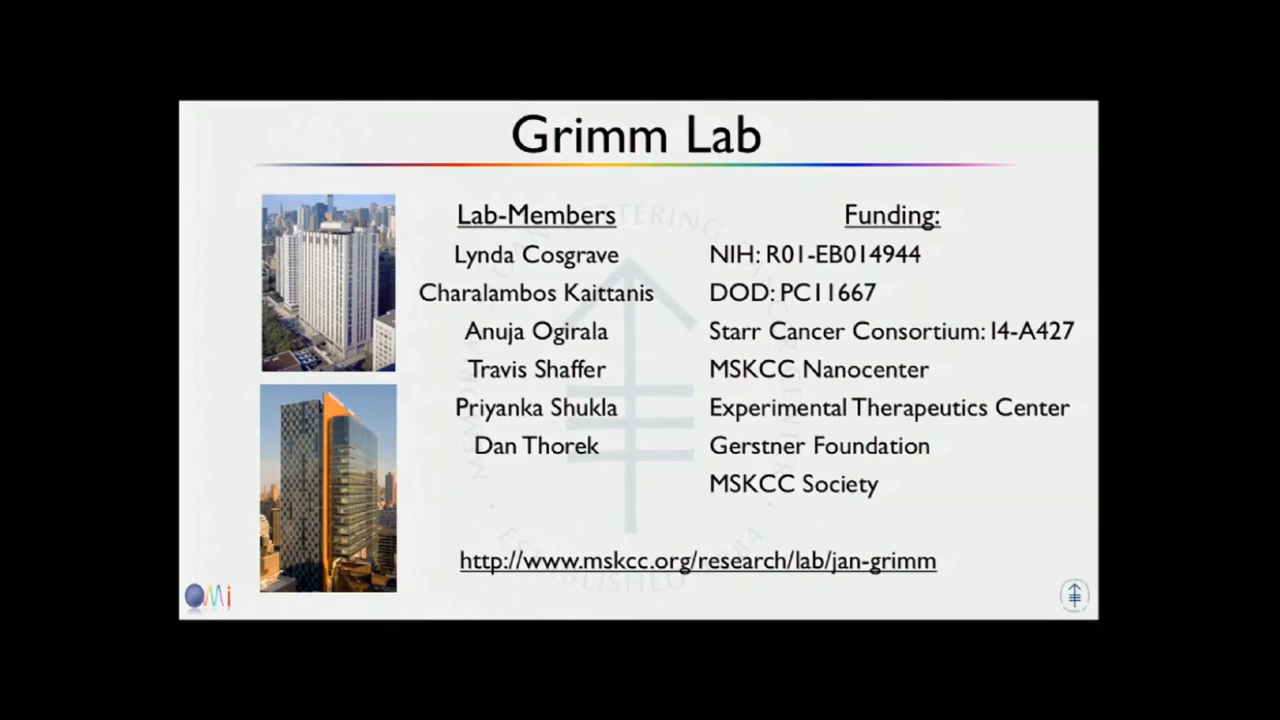 Grimm Lab
Lab-Members
Lynda Cosgrave
Charalambos Kaittanis
Anuja Ogirala
Travis Shaffer
Priyanka Shukla
Dan Thorek
Funding:
NIH: R01-EB014944
DOD: PC11667
Starr Cancer Consortium: I4-A427
MSKCC Nanocenter
Experimental Therapeutics Center
Gerstner Foundation
MSKCC Society
http://www.mskcc.org/research/lab/jan-grimm
OMi